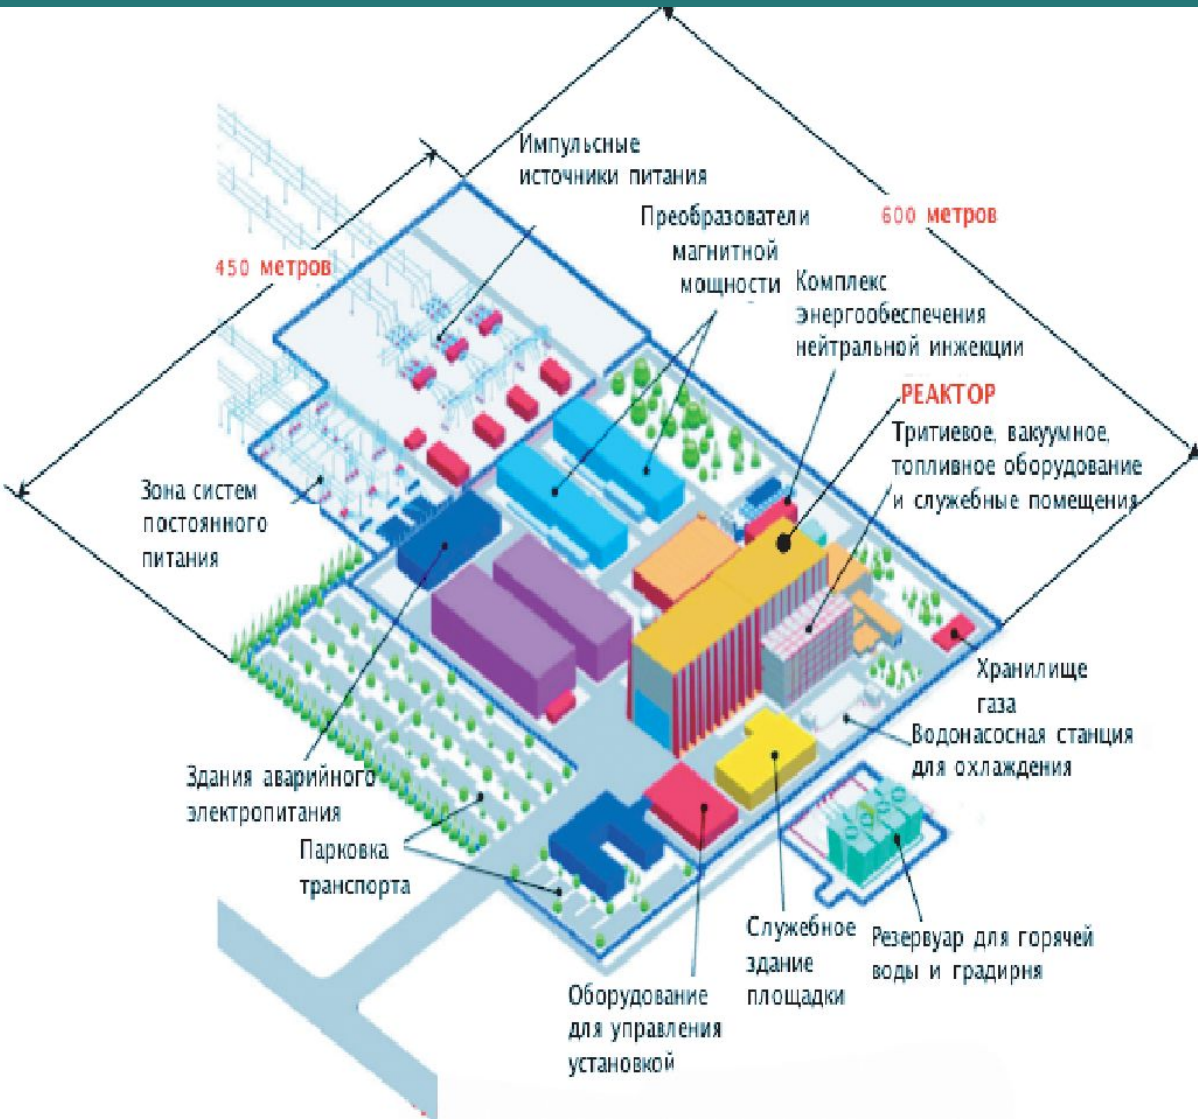 Импульсные
источники питания
Преобразователи
магнитной
мощности
600 метров
450 метров
Комплекс
энергообеспечения
нейтральной инжекции
РЕАКТОР
Тритиевое, вакуумное,
топливное оборудование
и служебные помещения
Зона систем
постоянного
питания
Хранилище
газа
Водонасосная станция
для охлаждения
Здания аварийного
электропитания
Парковка
транспорта
Служебное
здание
площадки
Резервуар для горячей
воды и градирня
Оборудование
для управления
установкой